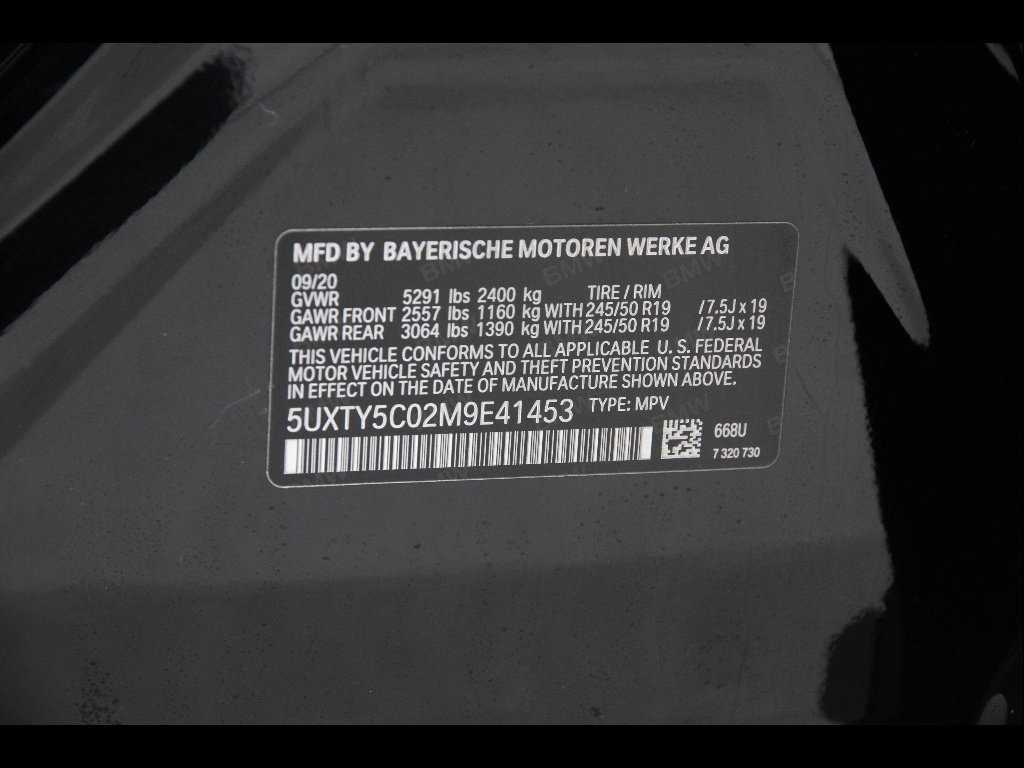 MFD BY BAYERISCHE MOTOREN WERKE AG
09/20
GVWR 5291 lbs 2400 kg TIRE / RIM
GAWR FRONT 2557 lbs 1160 kg WITH 245/50 R19 /7.5J x 19
GAWR REAR 3064 lbs 1390 kg WITH 245/50 R19 /7.5J x 19
THIS VEHICLE CONFORMS TO ALL APPLICABLE U. S. FEDERAL
MOTOR VEHICLE SAFETY AND THEFT PREVENTION STANDARDS
IN EFFECT ON THE DATE OF MANUFACTURE SHOWN ABOVE.
5UXTY5C02M9E41453 TYPE: MPV
668U
7 320 730